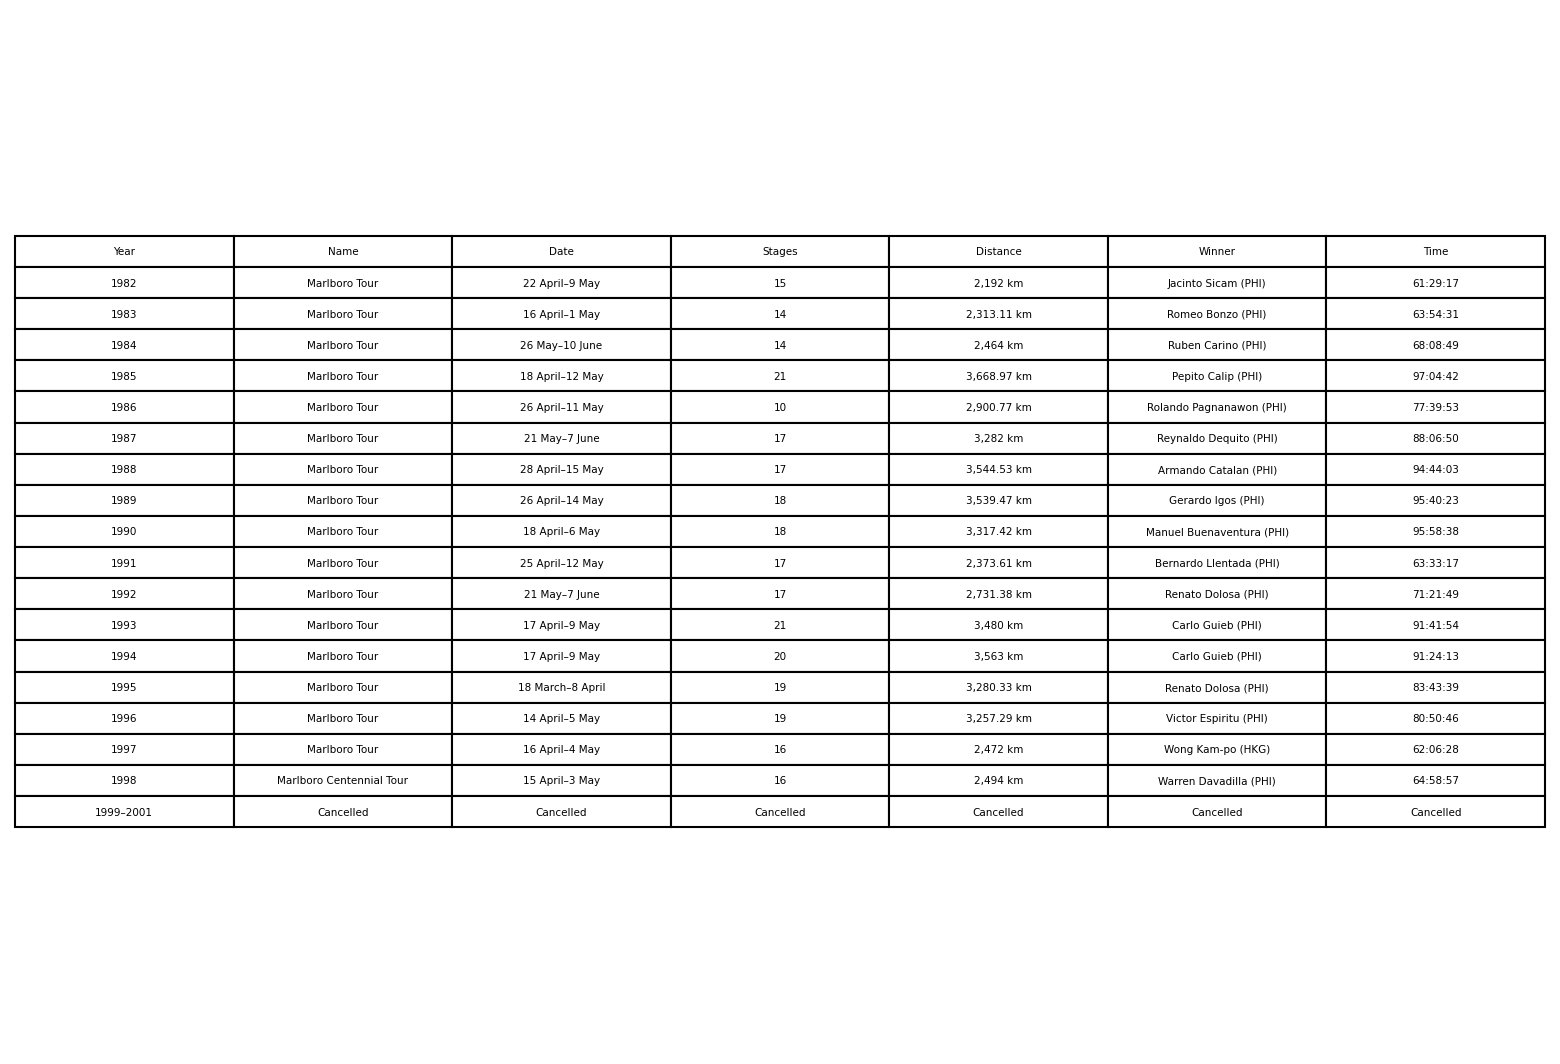 Year Name Date Stages Distance Winner Time
1982 Marlboro Tour 22 April–9 May 15 2,192 km Jacinto Sicam (PHI) 61:29:17
1983 Marlboro Tour 16 April–1 May 14 2,313.11 km Romeo Bonzo (PHI) 63:54:31
1984 Marlboro Tour 26 May–10 June 14 2,464 km Ruben Carino (PHI) 68:08:49
1985 Marlboro Tour 18 April–12 May 21 3,668.97 km Pepito Calip (PHI) 97:04:42
1986 Marlboro Tour 26 April–11 May 10 2,900.77 km Rolando Pagnanawon (PHI) 77:39:53
1987 Marlboro Tour 21 May–7 June 17 3,282 km Reynaldo Dequito (PHI) 88:06:50
1988 Marlboro Tour 28 April–15 May 17 3,544.53 km Armando Catalan (PHI) 94:44:03
1989 Marlboro Tour 26 April–14 May 18 3,539.47 km Gerardo Igos (PHI) 95:40:23
1990 Marlboro Tour 18 April–6 May 18 3,317.42 km Manuel Buenaventura (PHI) 95:58:38
1991 Marlboro Tour 25 April–12 May 17 2,373.61 km Bernardo Llentada (PHI) 63:33:17
1992 Marlboro Tour 21 May–7 June 17 2,731.38 km Renato Dolosa (PHI) 71:21:49
1993 Marlboro Tour 17 April–9 May 21 3,480 km Carlo Guieb (PHI) 91:41:54
1994 Marlboro Tour 17 April–9 May 20 3,563 km Carlo Guieb (PHI) 91:24:13
1995 Marlboro Tour 18 March–8 April 19 3,280.33 km Renato Dolosa (PHI) 83:43:39
1996 Marlboro Tour 14 April–5 May 19 3,257.29 km Victor Espiritu (PHI) 80:50:46
1997 Marlboro Tour 16 April–4 May 16 2,472 km Wong Kam-po (HKG) 62:06:28
1998 Marlboro Centennial Tour 15 April–3 May 16 2,494 km Warren Davadilla (PHI) 64:58:57
1999–2001 Cancelled Cancelled Cancelled Cancelled Cancelled Cancelled